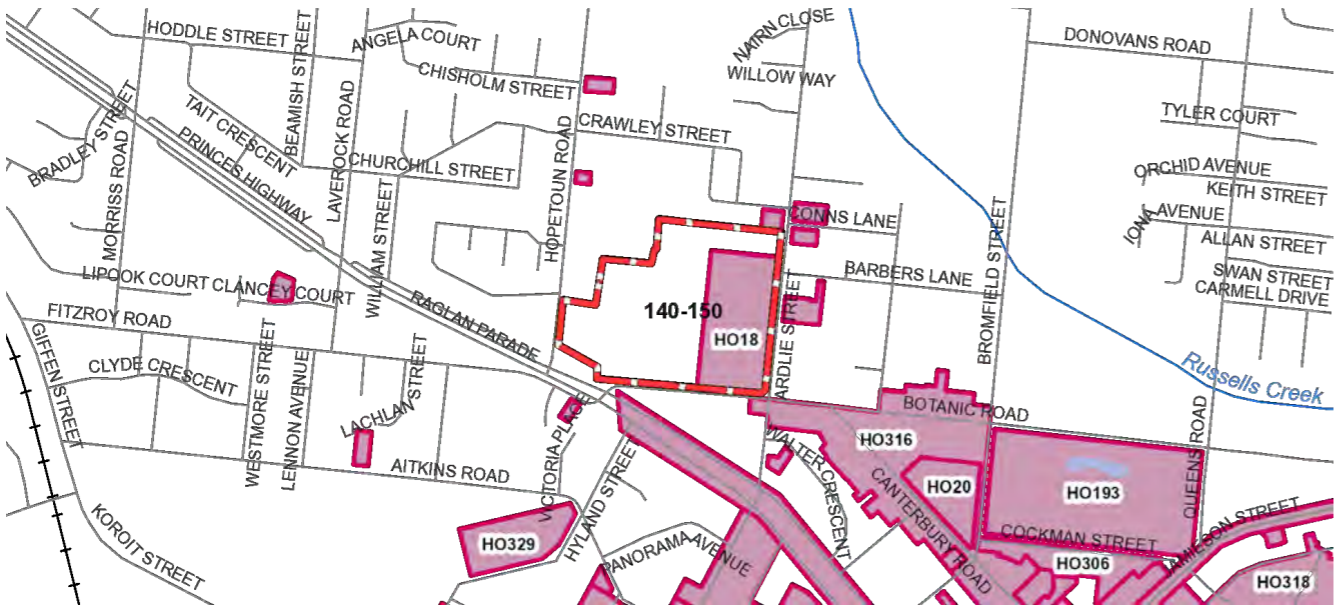 HODDLE STREET
BEAMISH STREET
ANGELA COURT
CHISHOLM STREET
NAIRN CLOSE
WILLOW WAY
DONOVANS ROAD
TYLER COURT
BRADLEY STREET
MORRISS ROAD
TAIT CRESCENT
PRINCES HIGHWAY
LAVEROCK ROAD
CHURCHILL STREET
CRAWLEY STREET
HOPETOUN ROAD
WILLIAM STREET
ORCHID AVENUE
KEITH STREET
IONA AVENUE
ALLAN STREET
SWAN STREET
CARMELL DRIVE
CONNS LANE
BARBERS LANE
BROMFIELD STREET
LIPOOK COURT
CLANCEY COURT
RAGLAN PARADE
140-150
HO18
ARDLIE STREET
Russells Creek
FITZROY ROAD
GIFFEN STREET
CLYDE CRESCENT
WESTMORE STREET
LENNON AVENUE
LACHLAN STREET
AITKINS ROAD
VICTORIA PLACE
HYLAND STREET
WALTER CRESCENT
BOTANIC ROAD
HO316
HO20
CANTERBURY ROAD
HO193
QUEENS ROAD
COCKMAN STREET
JAMIESON STREET
HO306
HO318
KOROIT STREET
HO329
PANORAMA AVENUE